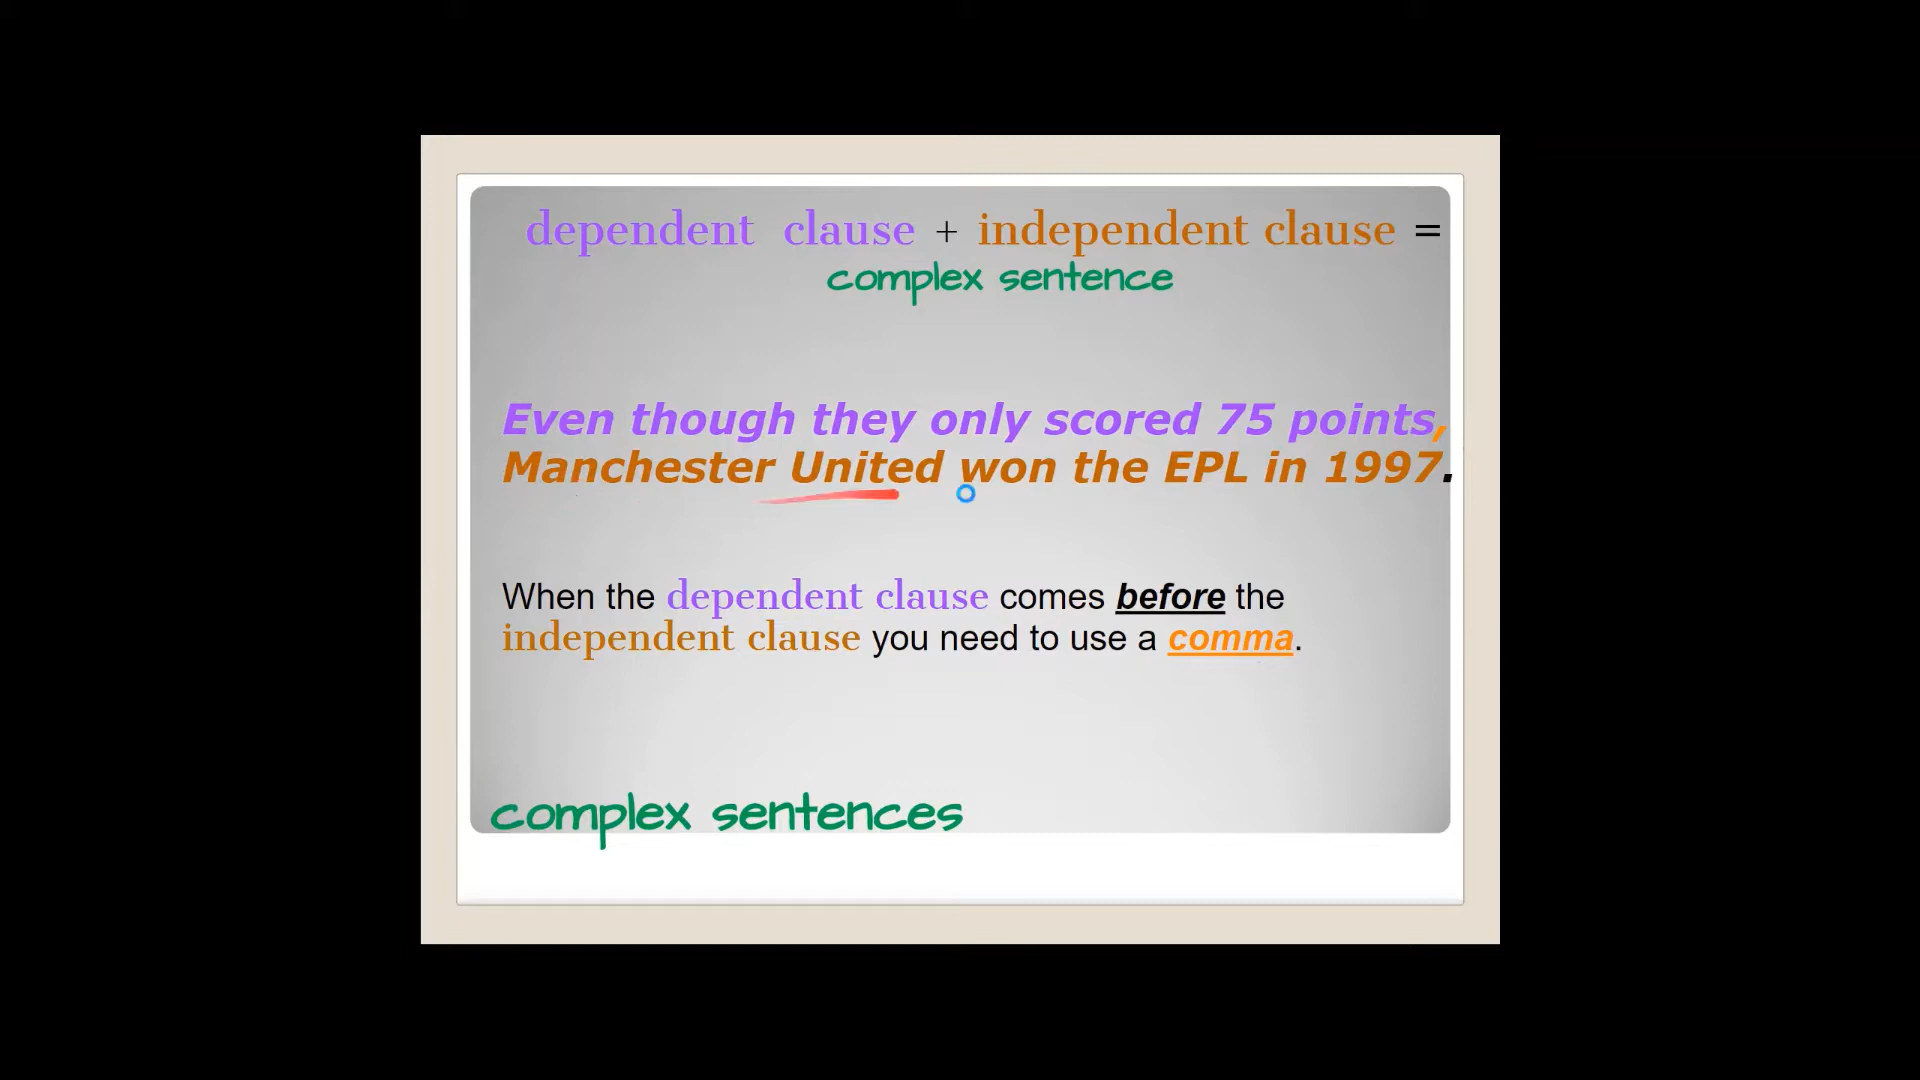 dependent clause + independent clause =
complex sentence
Even though they only scored 75 points,
Manchester United won the EPL in 1997.
When the dependent clause comes before the
independent clause you need to use a comma.
complex sentences